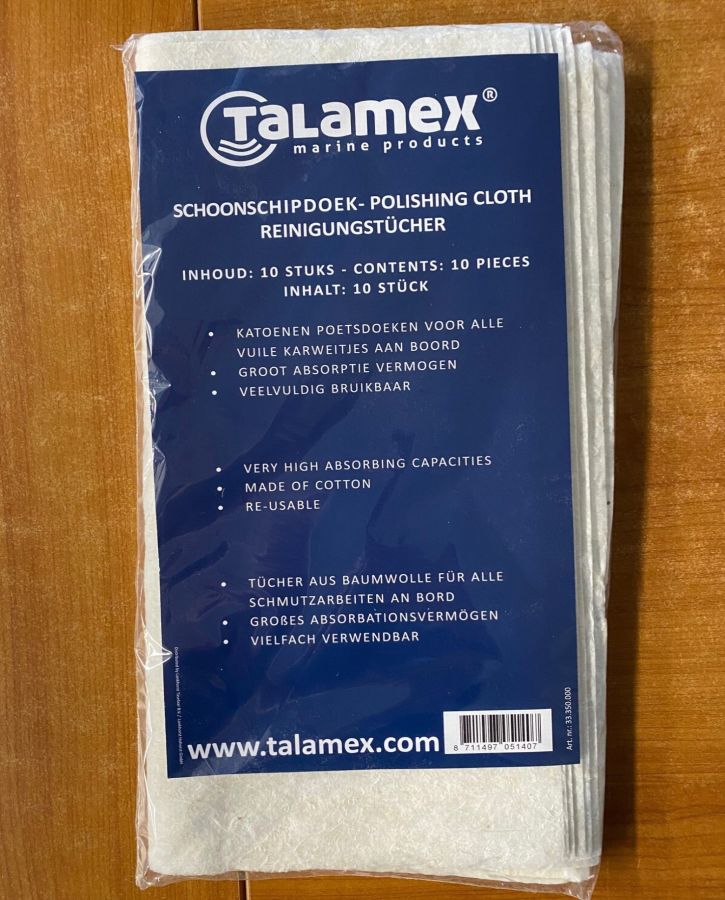 TALAMEX®
marine products
SCHOONSCHIPDOEK- POLISHING CLOTH
REINIGUNGSTÜCHER
INHOUD: 10 STUKS - CONTENTS: 10 PIECES
INHALT: 10 STÜCK
• KATOENEN POETSDOEKEN VOOR ALLE
VUILE KARWEITJES AAN BOORD
• GROOT ABSORPTIE VERMOGEN
• VEELVULDIG BRUIKBAAR
• VERY HIGH ABSORBING CAPACITIES
• MADE OF COTTON
• RE-USABLE
• TÜCHER AUS BAUMWOLLE FÜR ALLE
SCHMUTZARBEITEN AN BORD
• GROßES ABSORBATIONSVERMÖGEN
• VIELFACH VERWENDBAR
www.talamex.com
8 711497 051407
Art. nr.: 33.350.000
Distributed by